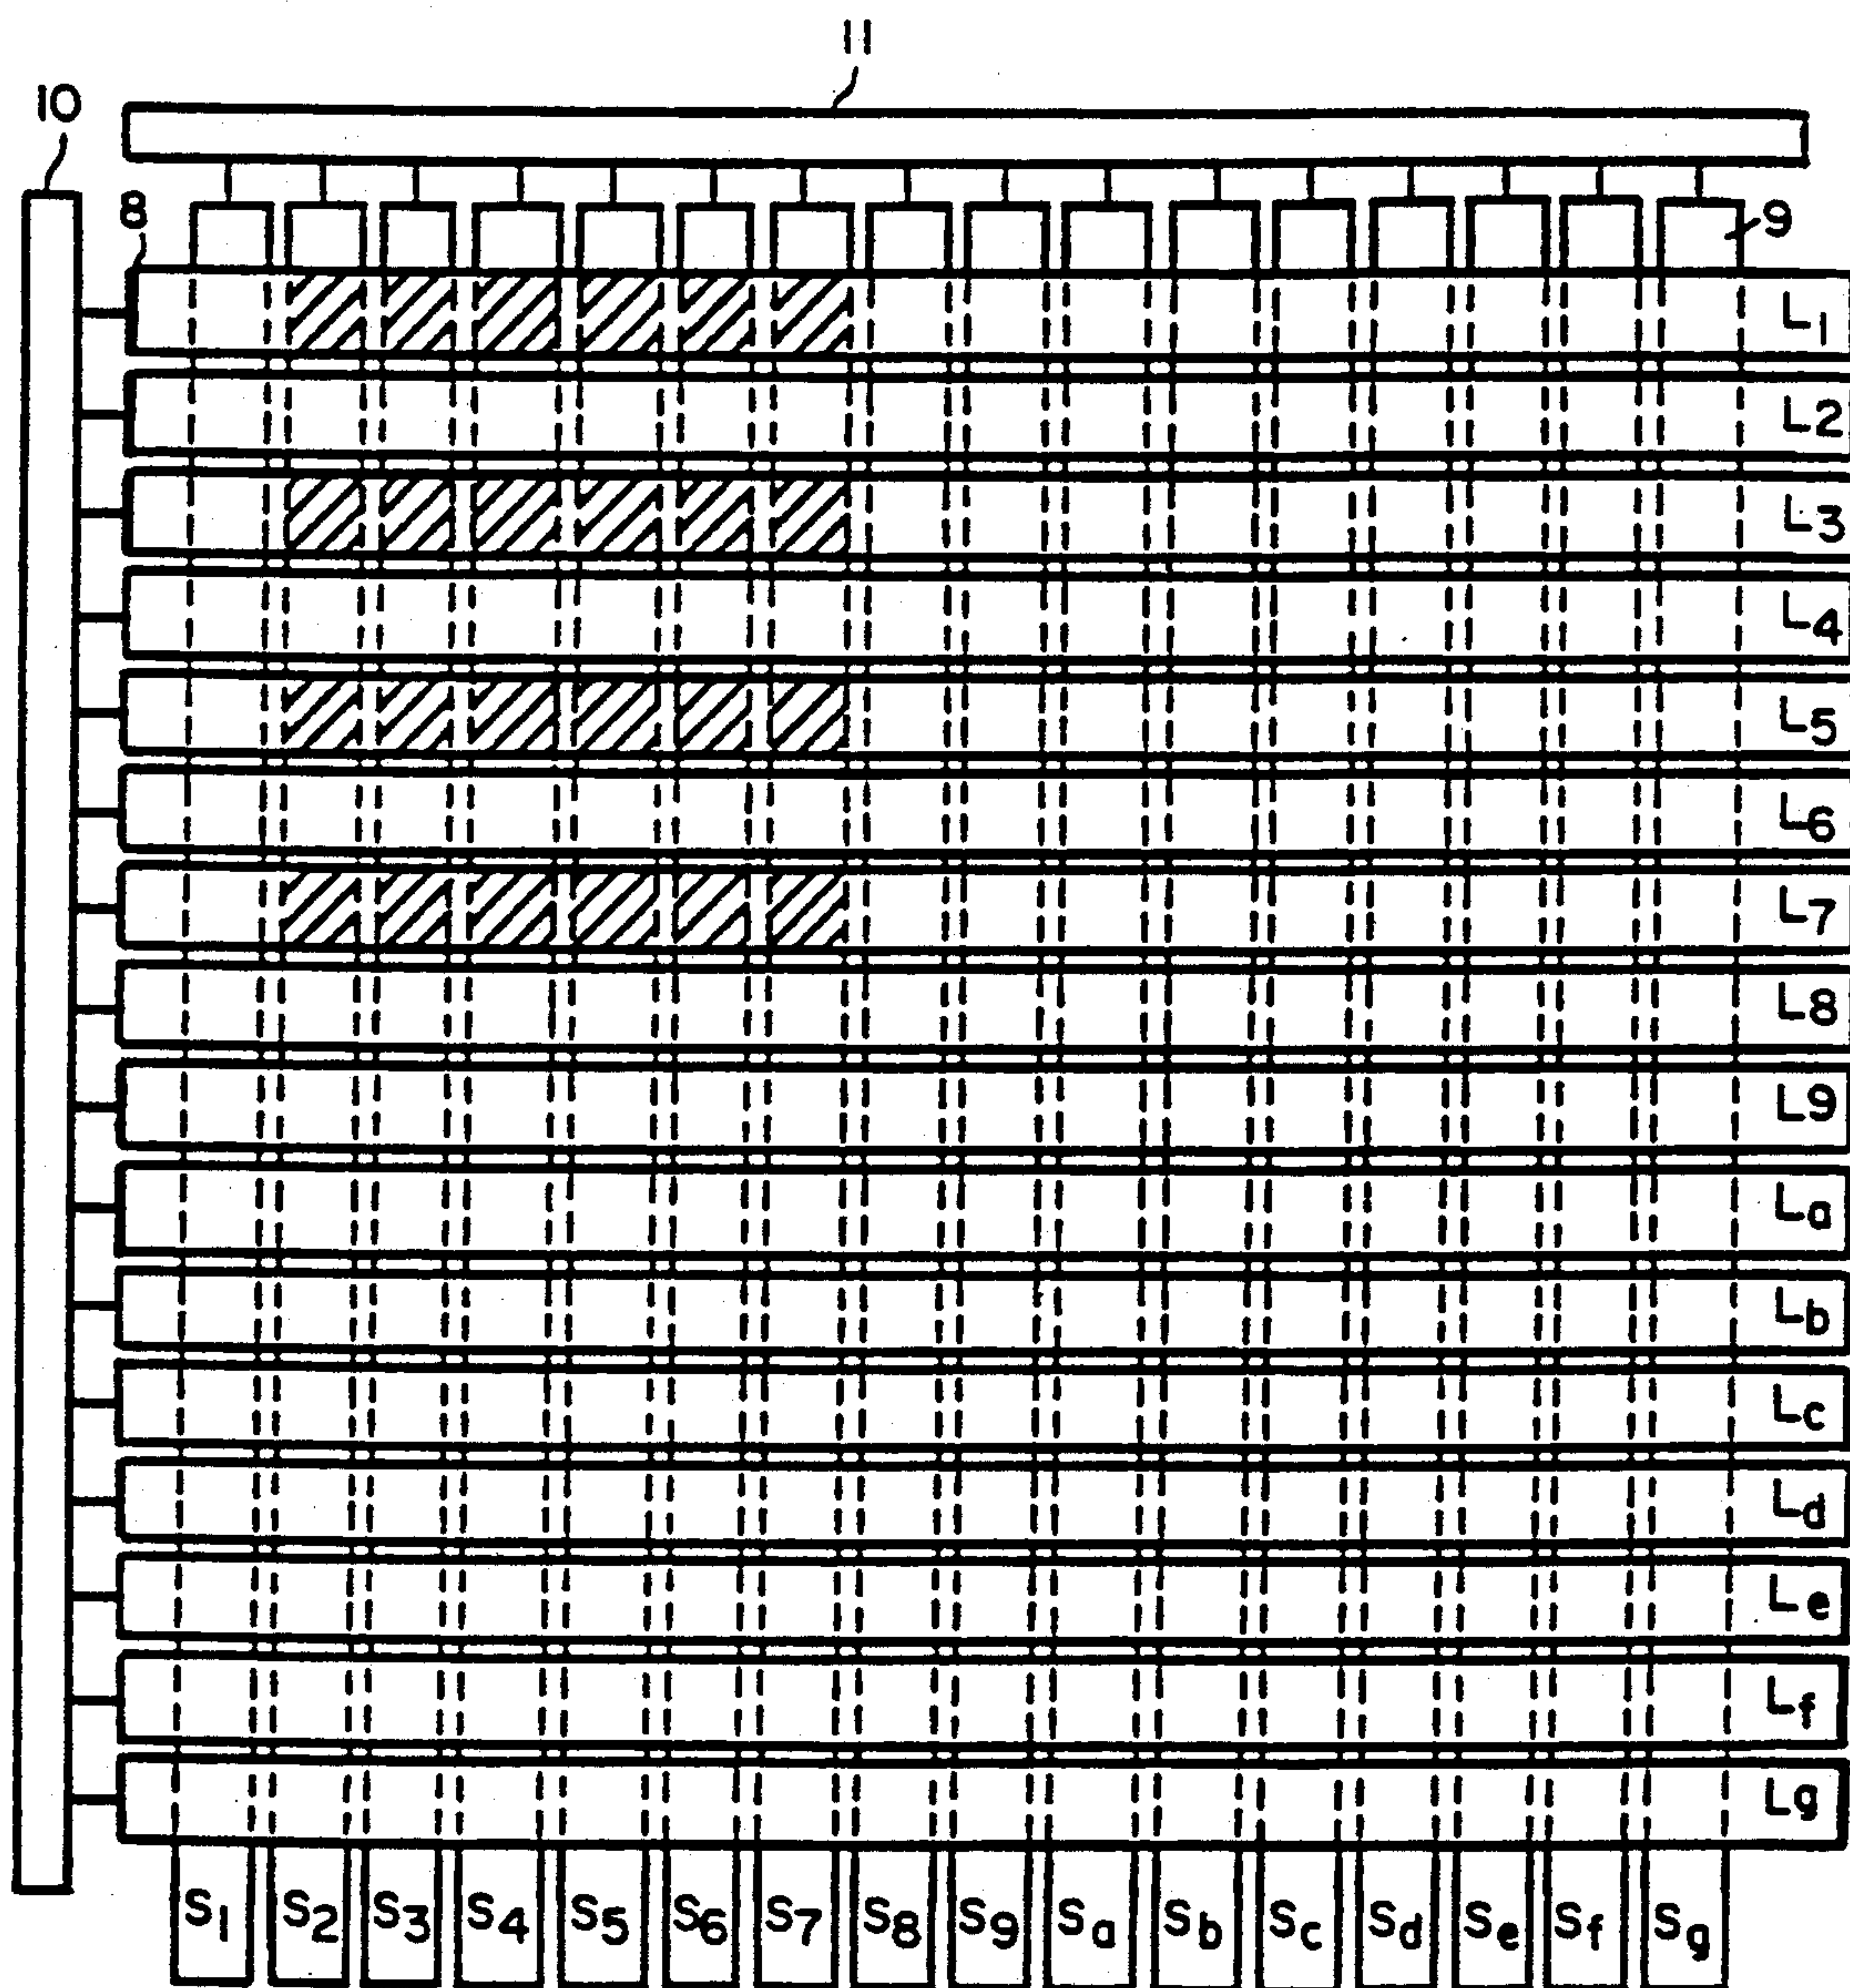 11
10
8
9
L1
L2
L3
L4
L5
L6
L7
L8
L9
La
Lb
Lc
Ld
Le
Lf
Lg
S1 S2 S3 S4 S5 S6 S7 S8 S9 Sa Sb Sc Sd Se Sf Sg